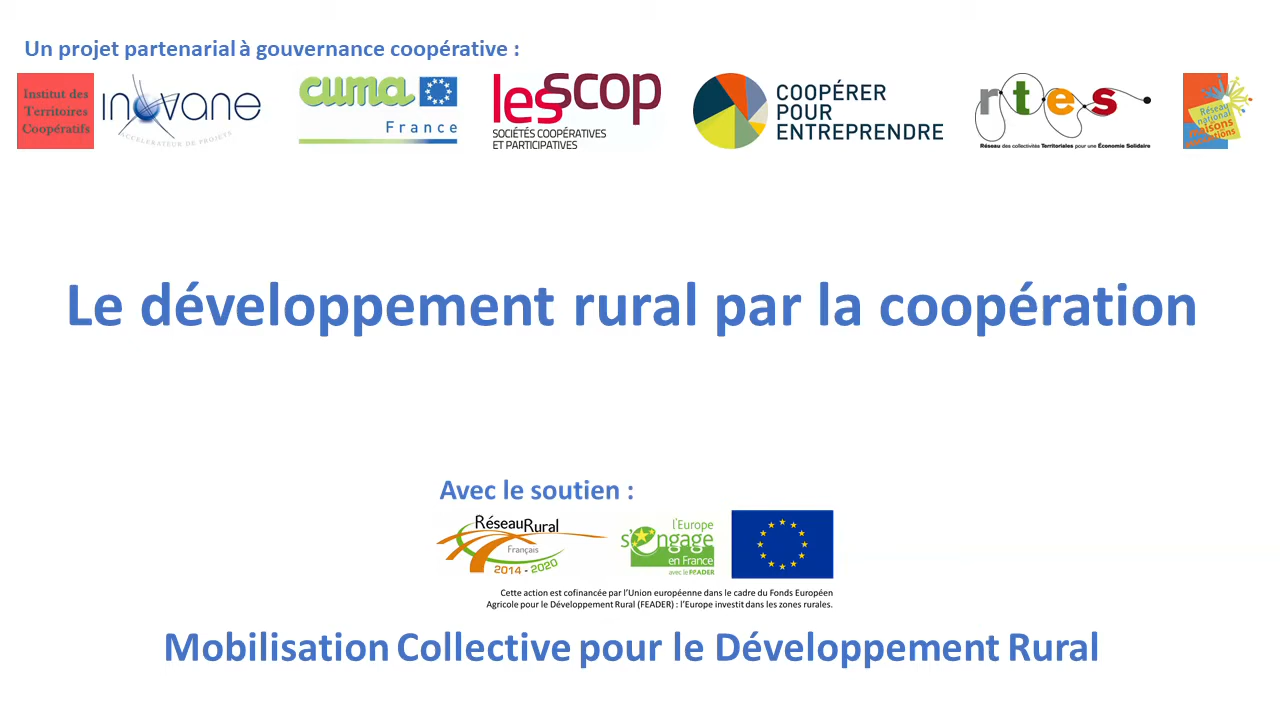 Un projet partenarial à gouvernance coopérative :
Institut des
Territoires
Coopératifs
inovane
ACCÉLÉRATEUR DE PROJETS
cuma
France
les scop
SOCIÉTÉS COOPÉRATIVES
ET PARTICIPATIVES
COOPÉRER
POUR
ENTREPRENDRE
rtes
Réseau des collectivités Territoriales pour une Économie Solidaire
Réseau
national
maisons
associations
Le développement rural par la coopération
Avec le soutien :
RéseauRural
Français
2014 - 2020
l'Europe
s'engage
en France
avec le FEADER
Cette action est cofinancée par l'Union européenne dans le cadre du Fonds Européen
Agricole pour le Développement Rural (FEADER) : l'Europe investit dans les zones rurales.
Mobilisation Collective pour le Développement Rural